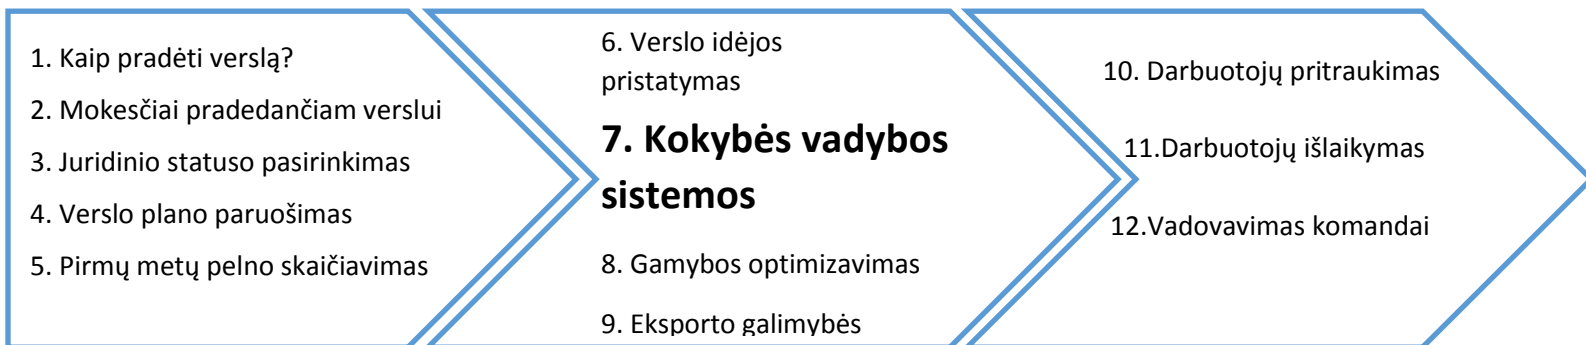 1. Kaip pradėti verslą?
2. Mokesčiai pradedančiam verslui
3. Juridinio statuso pasirinkimas
4. Verslo plano paruošimas
5. Pirmų metų pelno skaičiavimas
6. Verslo idėjos
pristatymas
7. Kokybės vadybos
sistemos
8. Gamybos optimizavimas
9. Eksporto galimybės
10. Darbuotojų pritraukimas
11.Darbuotojų išlaikymas
12.Vadovavimas komandai